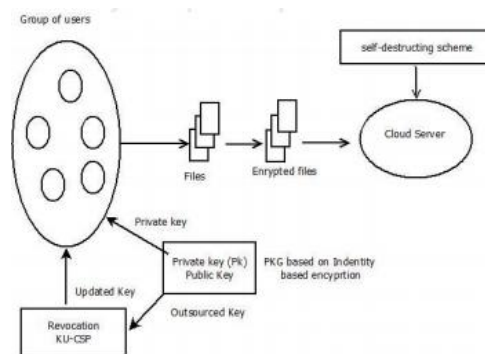 Group of users
self-destructing scheme
Cloud Server
Files
Enrypted files
Private key
Private key (Pk)
Public Key
PKG based on Indentity
based encyprtion
Updated Key
Outsourced Key
Revocation
KU-CSP